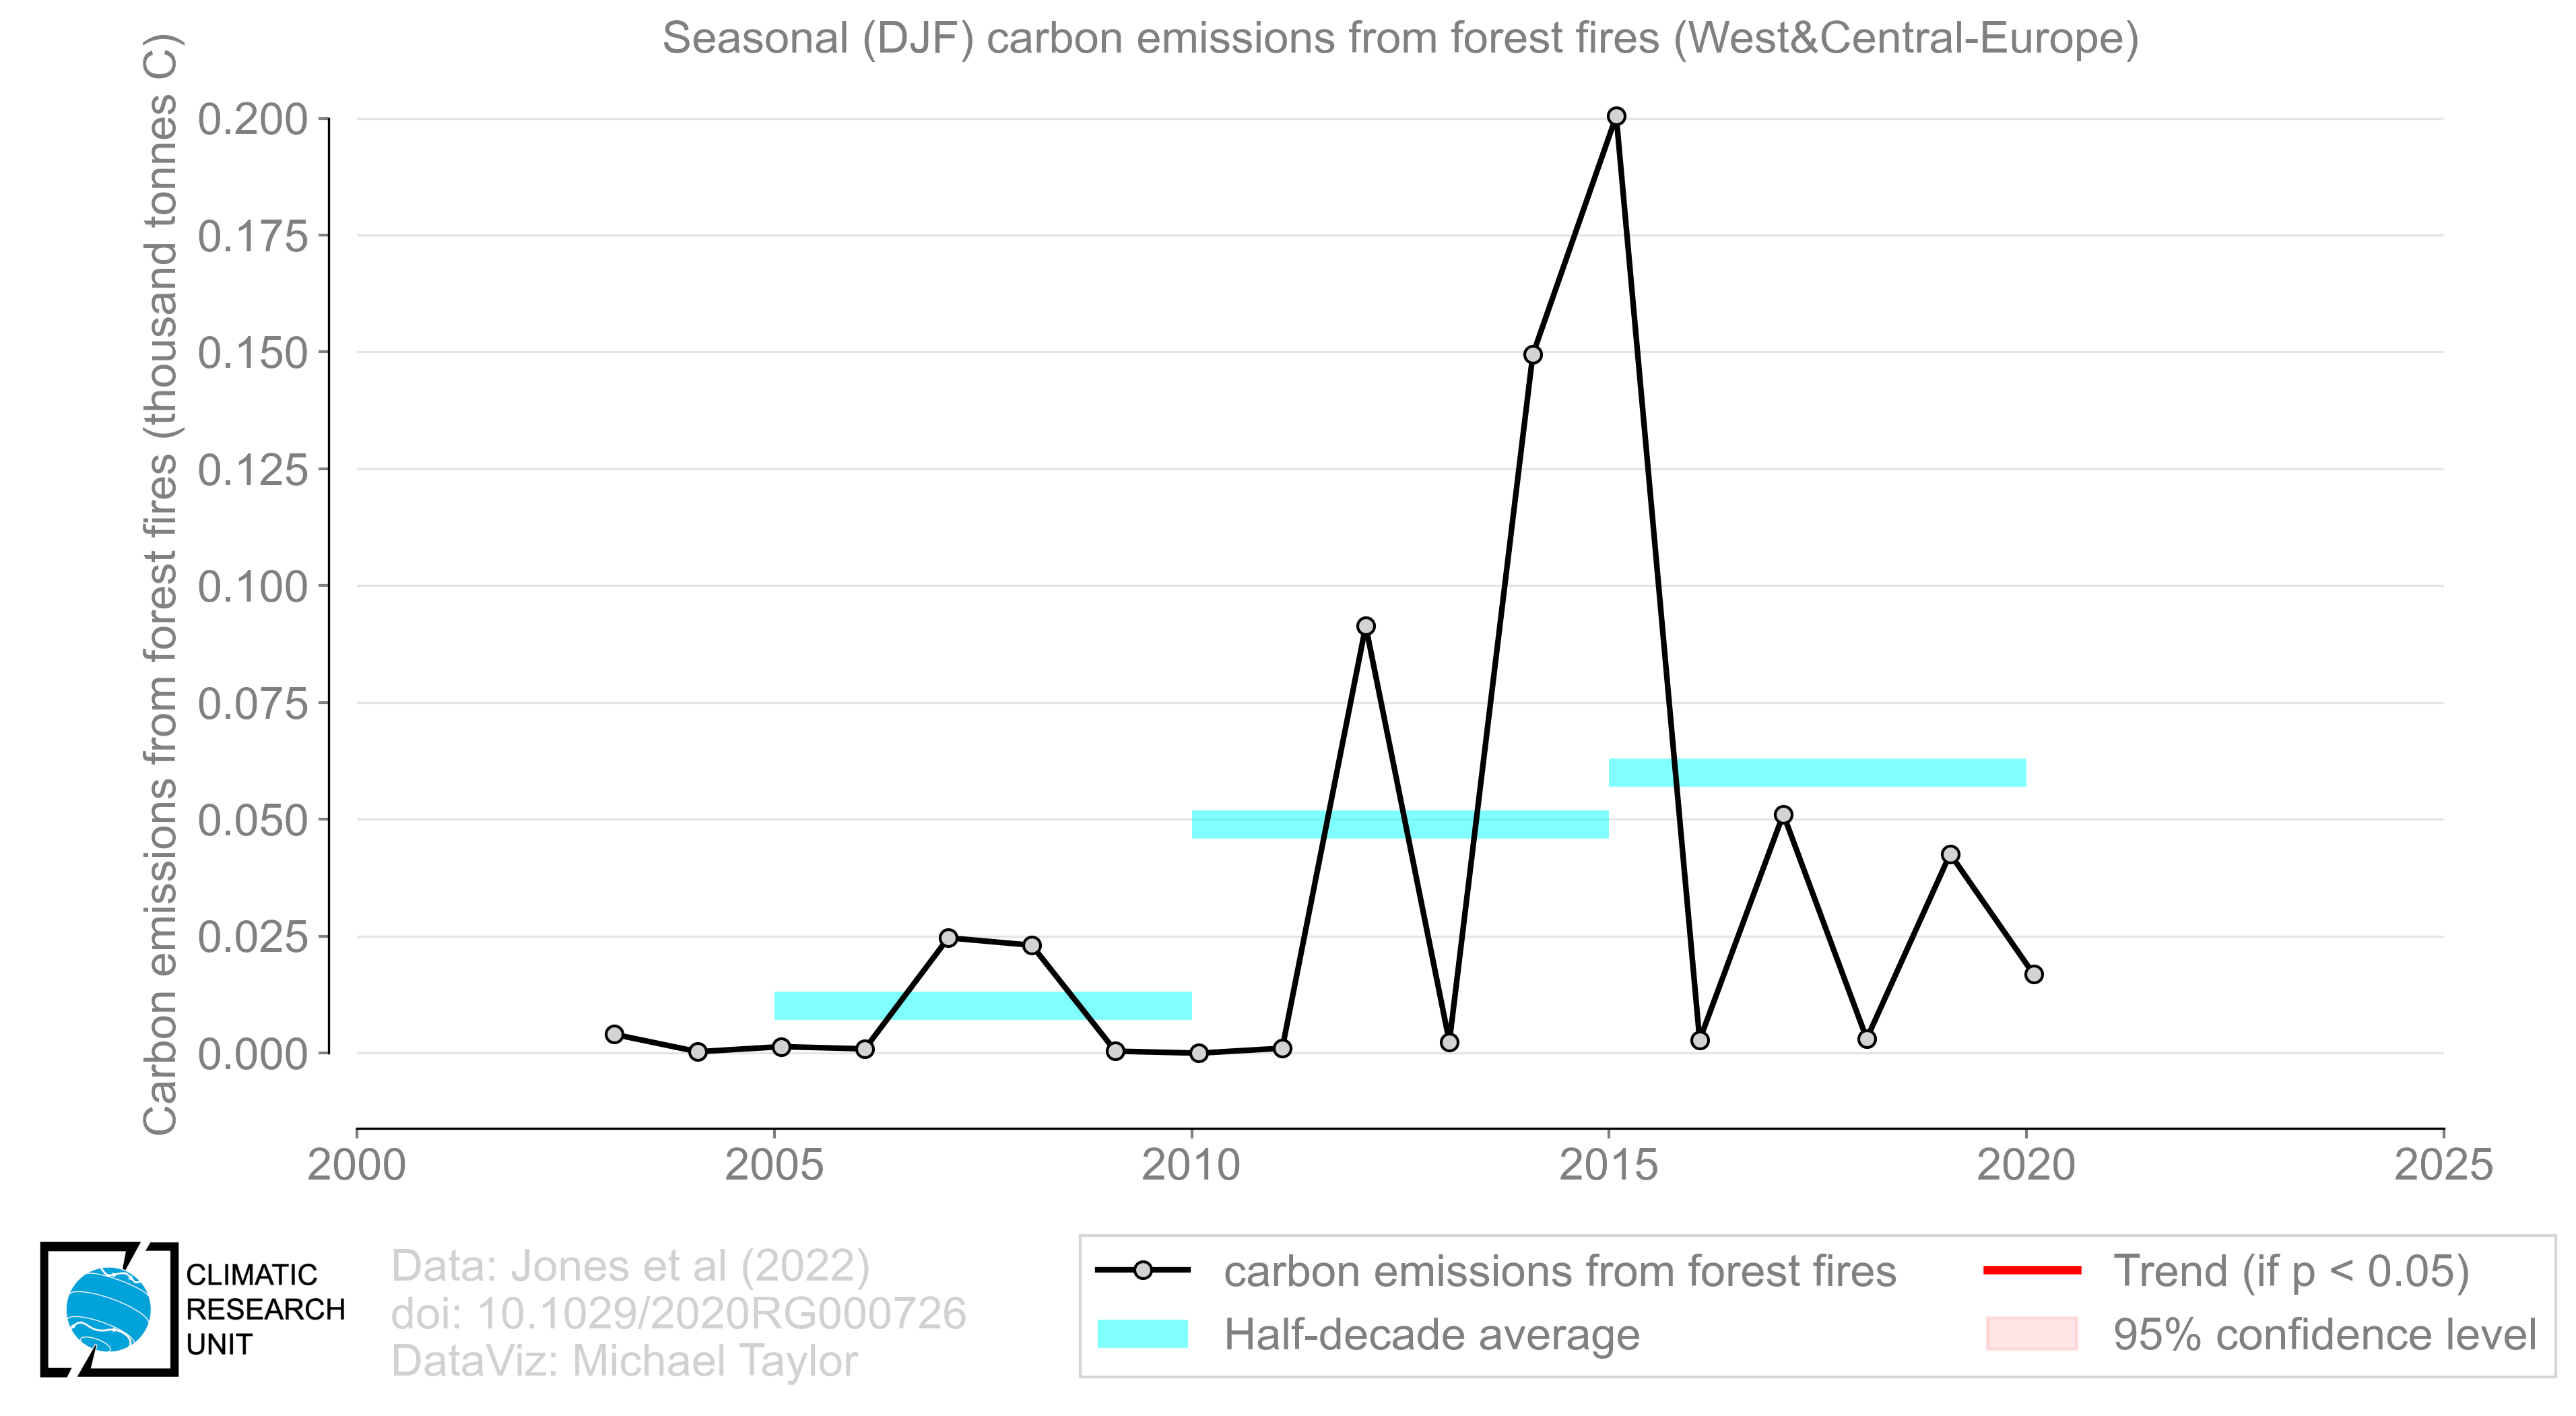 Seasonal (DJF) carbon emissions from forest fires (West&Central-Europe)
Carbon emissions from forest fires (thousand tonnes C)
0.200
0.175
0.150
0.125
0.100
0.075
0.050
0.025
0.000
2000 2005 2010 2015 2020 2025
CLIMATIC
RESEARCH
UNIT
Data: Jones et al (2022)
doi: 10.1029/2020RG000726
DataViz: Michael Taylor
carbon emissions from forest fires
Half-decade average
Trend (if p < 0.05)
95% confidence level